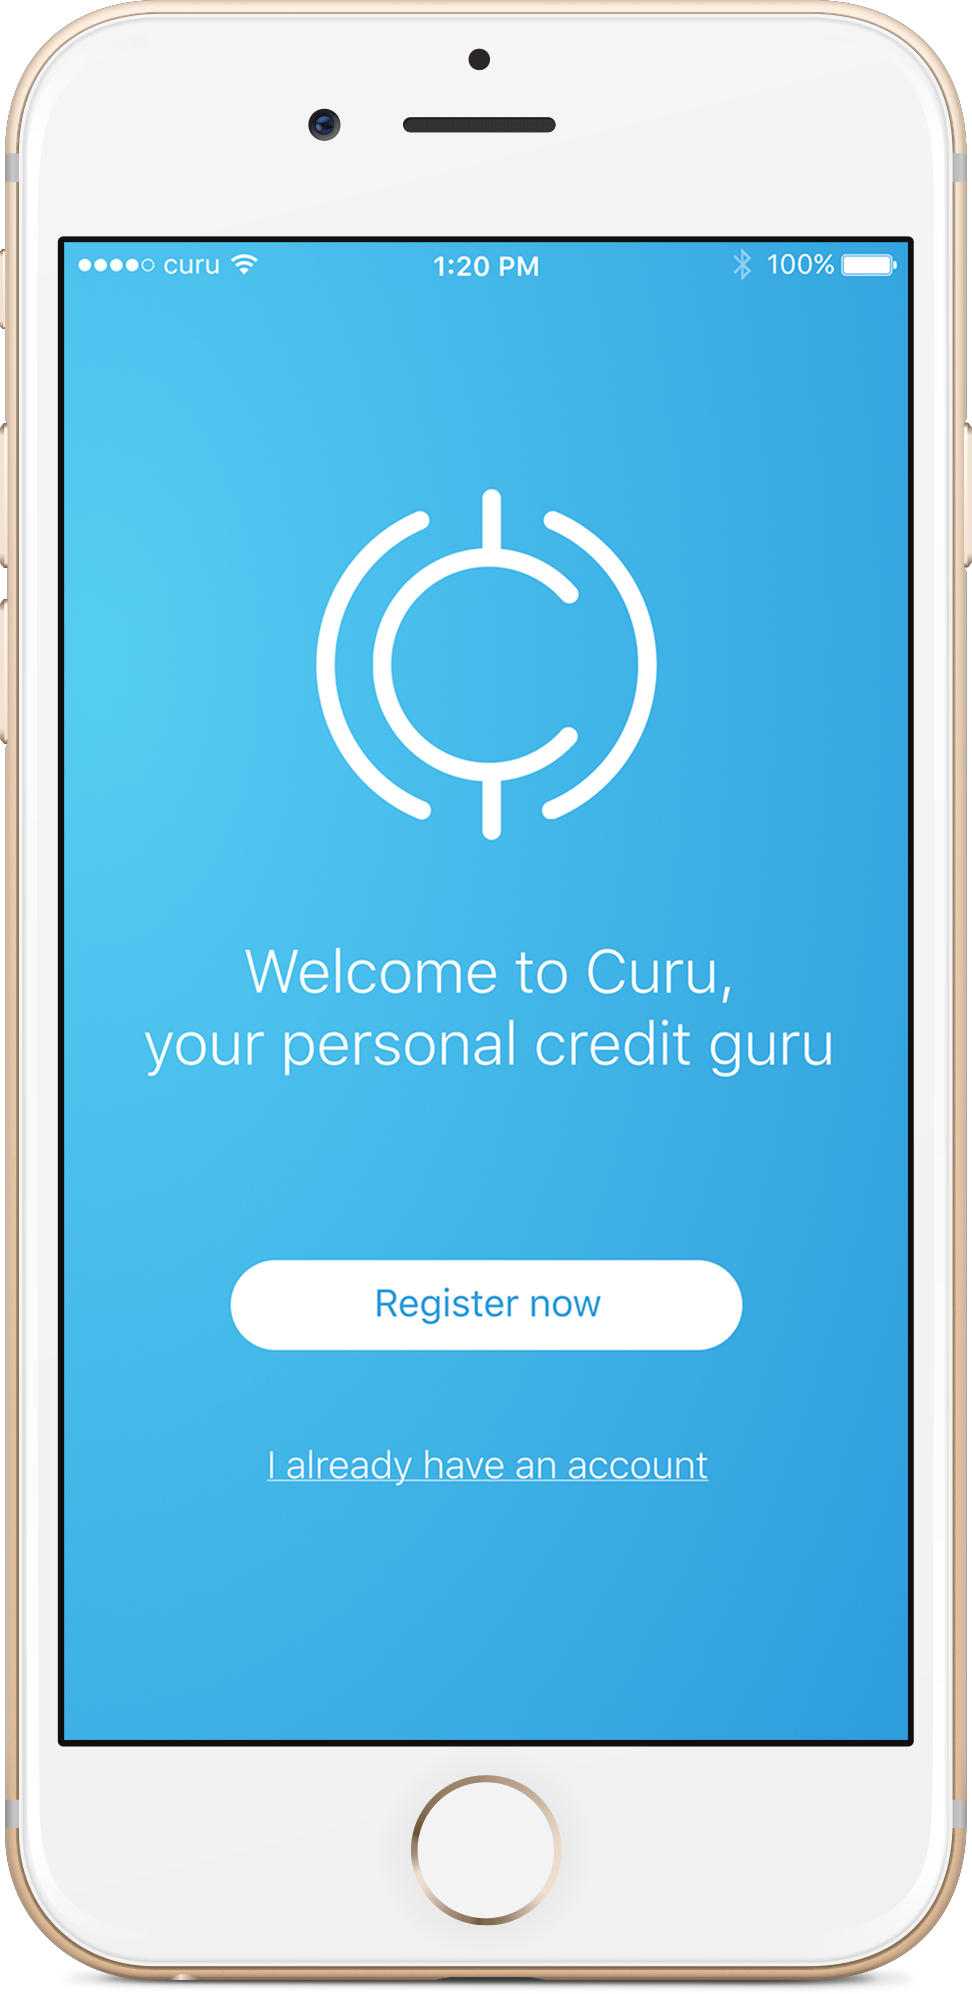 curu 1:20 PM 100%
Welcome to Curu,
your personal credit guru
Register now
I already have an account